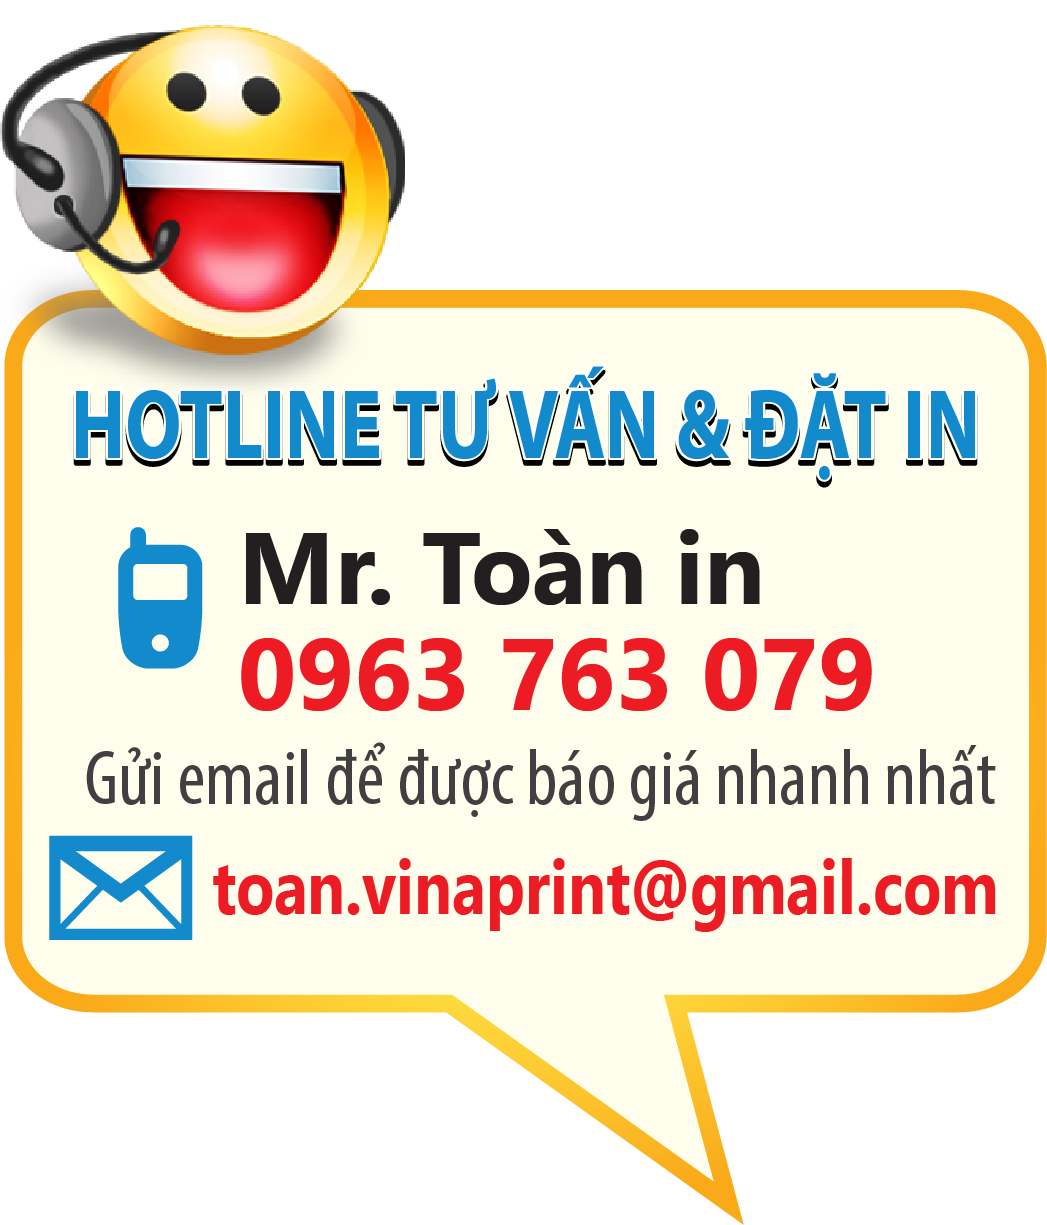 HOTLINE TƯ VẤN & ĐẶT IN
Mr. Toàn in
0963 763 079
Gửi email để được báo giá nhanh nhất
toan.vinaprint@gmail.com